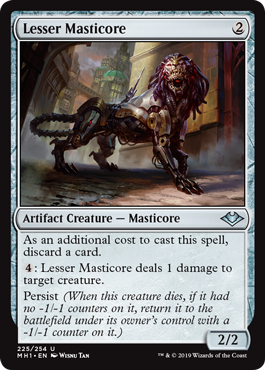 Lesser Masticore 2
Artifact Creature — Masticore
As an additional cost to cast this spell,
discard a card.
4: Lesser Masticore deals 1 damage to
target creature.
Persist (When this creature dies, if it had
no -1/-1 counters on it, return it to the
battlefield under its owner's control with
a -1/-1 counter on it.)
2/2
225/254 U
MH1 • EN WISNU TAN
™ & © 2019 Wizards of the Coast